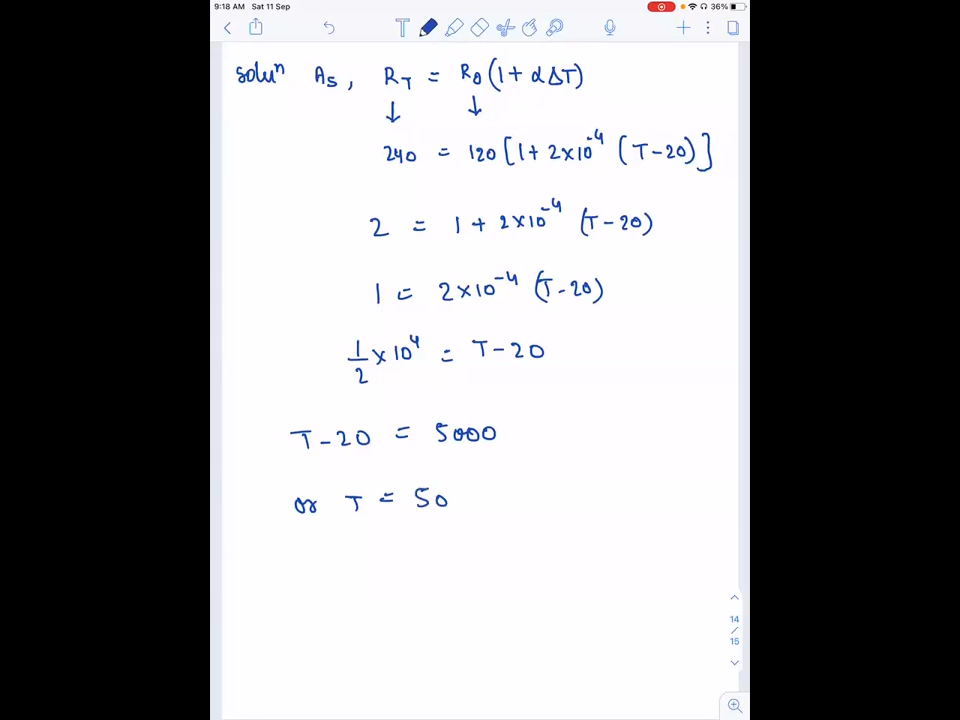 9:18 AM Sat 11 Sep 36%
T
Soluⁿ As, R_T = R_0(1 + αΔT)
↓ ↓
240 = 120[1 + 2×10⁻⁴ (T-20)]
2 = 1 + 2×10⁻⁴ (T-20)
1 = 2×10⁻⁴ (T-20)
1/2 × 10⁴ = T-20
T-20 = 5000
or T = 50
14
/
15